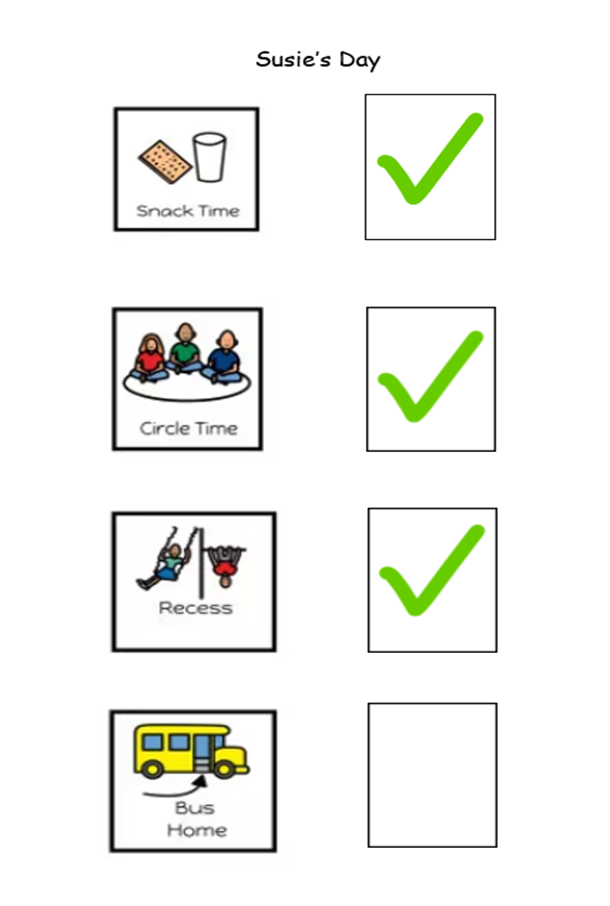 Susie's Day
Snack Time
Circle Time
Recess
Bus
Home